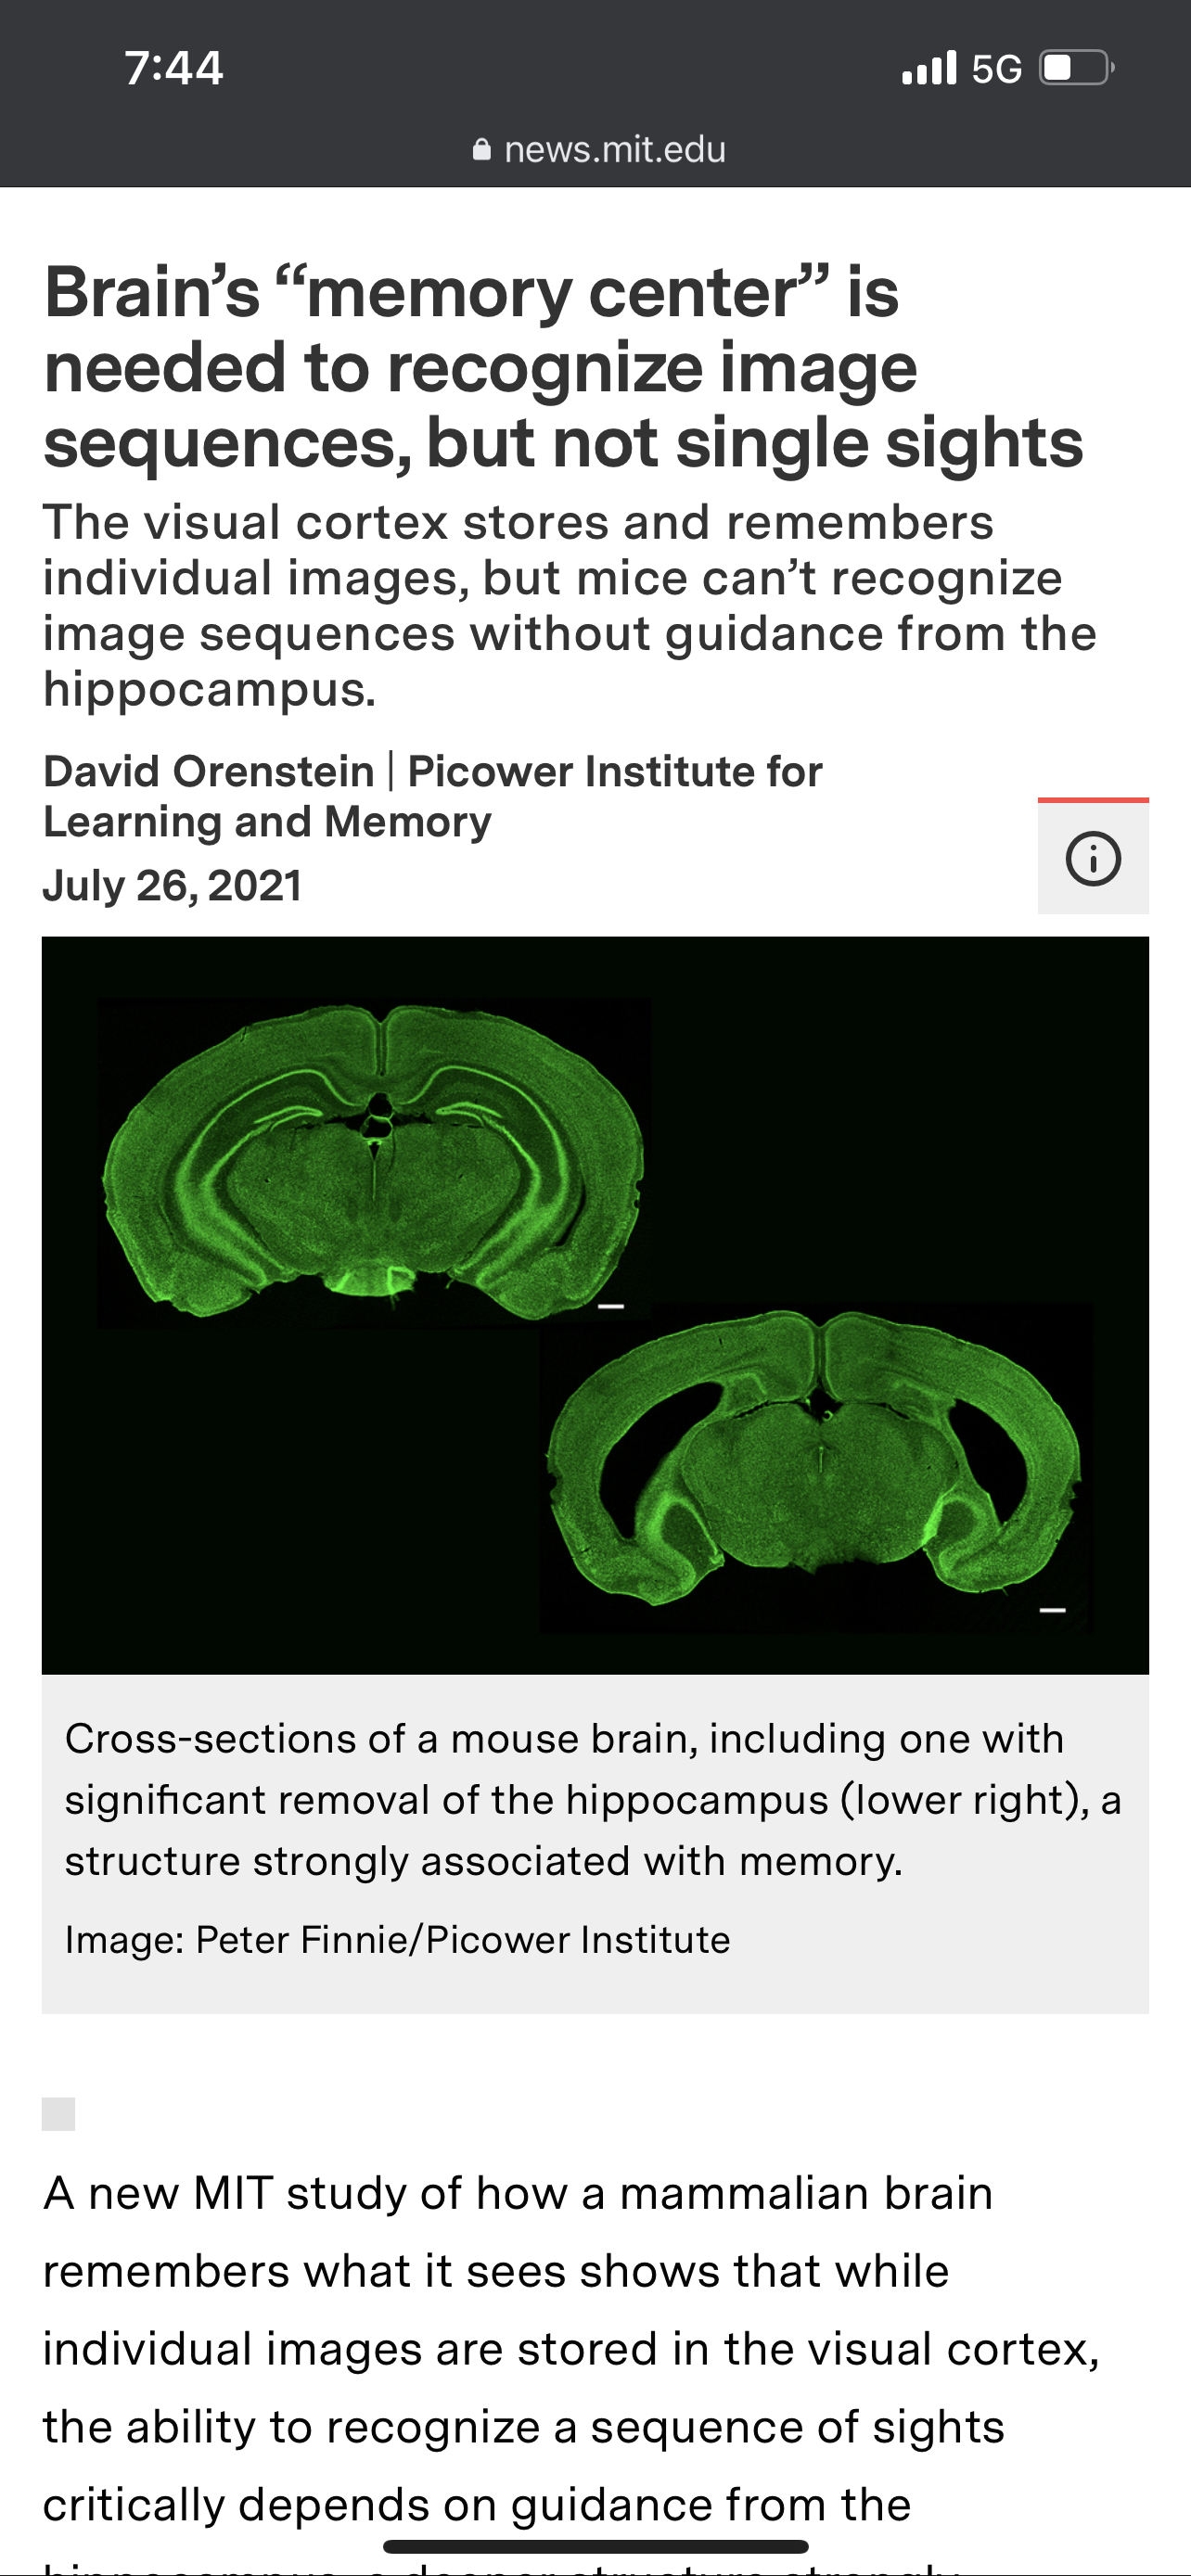 7:44
5G
news.mit.edu
Brain’s “memory center” is
needed to recognize image
sequences, but not single sights
The visual cortex stores and remembers
individual images, but mice can’t recognize
image sequences without guidance from the
hippocampus.
David Orenstein | Picower Institute for
Learning and Memory
July 26, 2021
Cross-sections of a mouse brain, including one with
significant removal of the hippocampus (lower right), a
structure strongly associated with memory.
Image: Peter Finnie/Picower Institute
A new MIT study of how a mammalian brain
remembers what it sees shows that while
individual images are stored in the visual cortex,
the ability to recognize a sequence of sights
critically depends on guidance from the